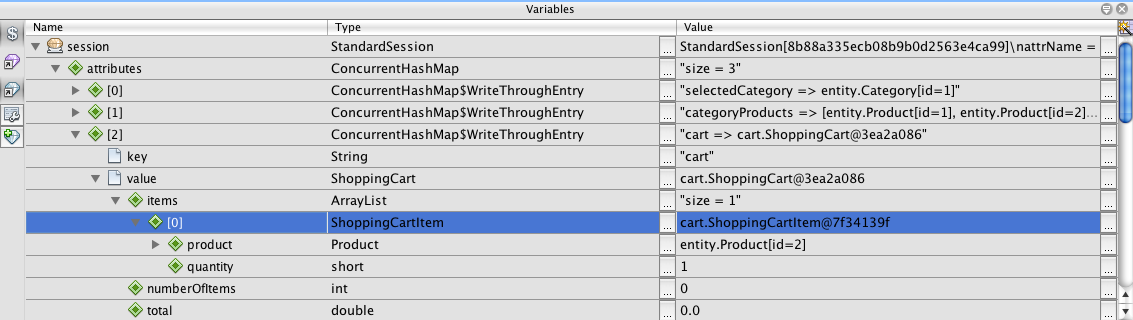 Variables
Name Type Value
session StandardSession ... StandardSession[8b88a335ecb08b9b0d2563e4ca99]\nattrName = ...
attributes ConcurrentHashMap ... "size = 3" ...
[0] ConcurrentHashMap$WriteThroughEntry ... "selectedCategory => entity.Category[id=1]" ...
[1] ConcurrentHashMap$WriteThroughEntry ... "categoryProducts => [entity.Product[id=1], entity.Product[id=2]... ...
[2] ConcurrentHashMap$WriteThroughEntry ... "cart => cart.ShoppingCart@3ea2a086" ...
key String ... "cart" ...
value ShoppingCart ... cart.ShoppingCart@3ea2a086 ...
items ArrayList ... "size = 1" ...
[0] ShoppingCartItem ... cart.ShoppingCartItem@7f34139f ...
product Product ... entity.Product[id=2] ...
quantity short ... 1 ...
numberOfItems int ... 0 ...
total double ... 0.0 ...